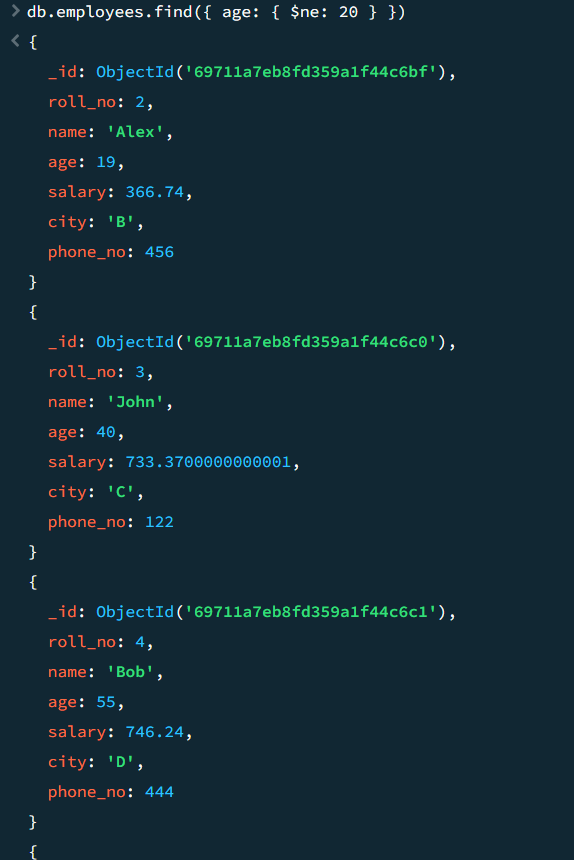 > db.employees.find({ age: { $ne: 20 } })
< {
_id: ObjectId('69711a7eb8fd359a1f44c6bf'),
roll_no: 2,
name: 'Alex',
age: 19,
salary: 366.74,
city: 'B',
phone_no: 456
}
{
_id: ObjectId('69711a7eb8fd359a1f44c6c0'),
roll_no: 3,
name: 'John',
age: 40,
salary: 733.3700000000001,
city: 'C',
phone_no: 122
}
{
_id: ObjectId('69711a7eb8fd359a1f44c6c1'),
roll_no: 4,
name: 'Bob',
age: 55,
salary: 746.24,
city: 'D',
phone_no: 444
}
{